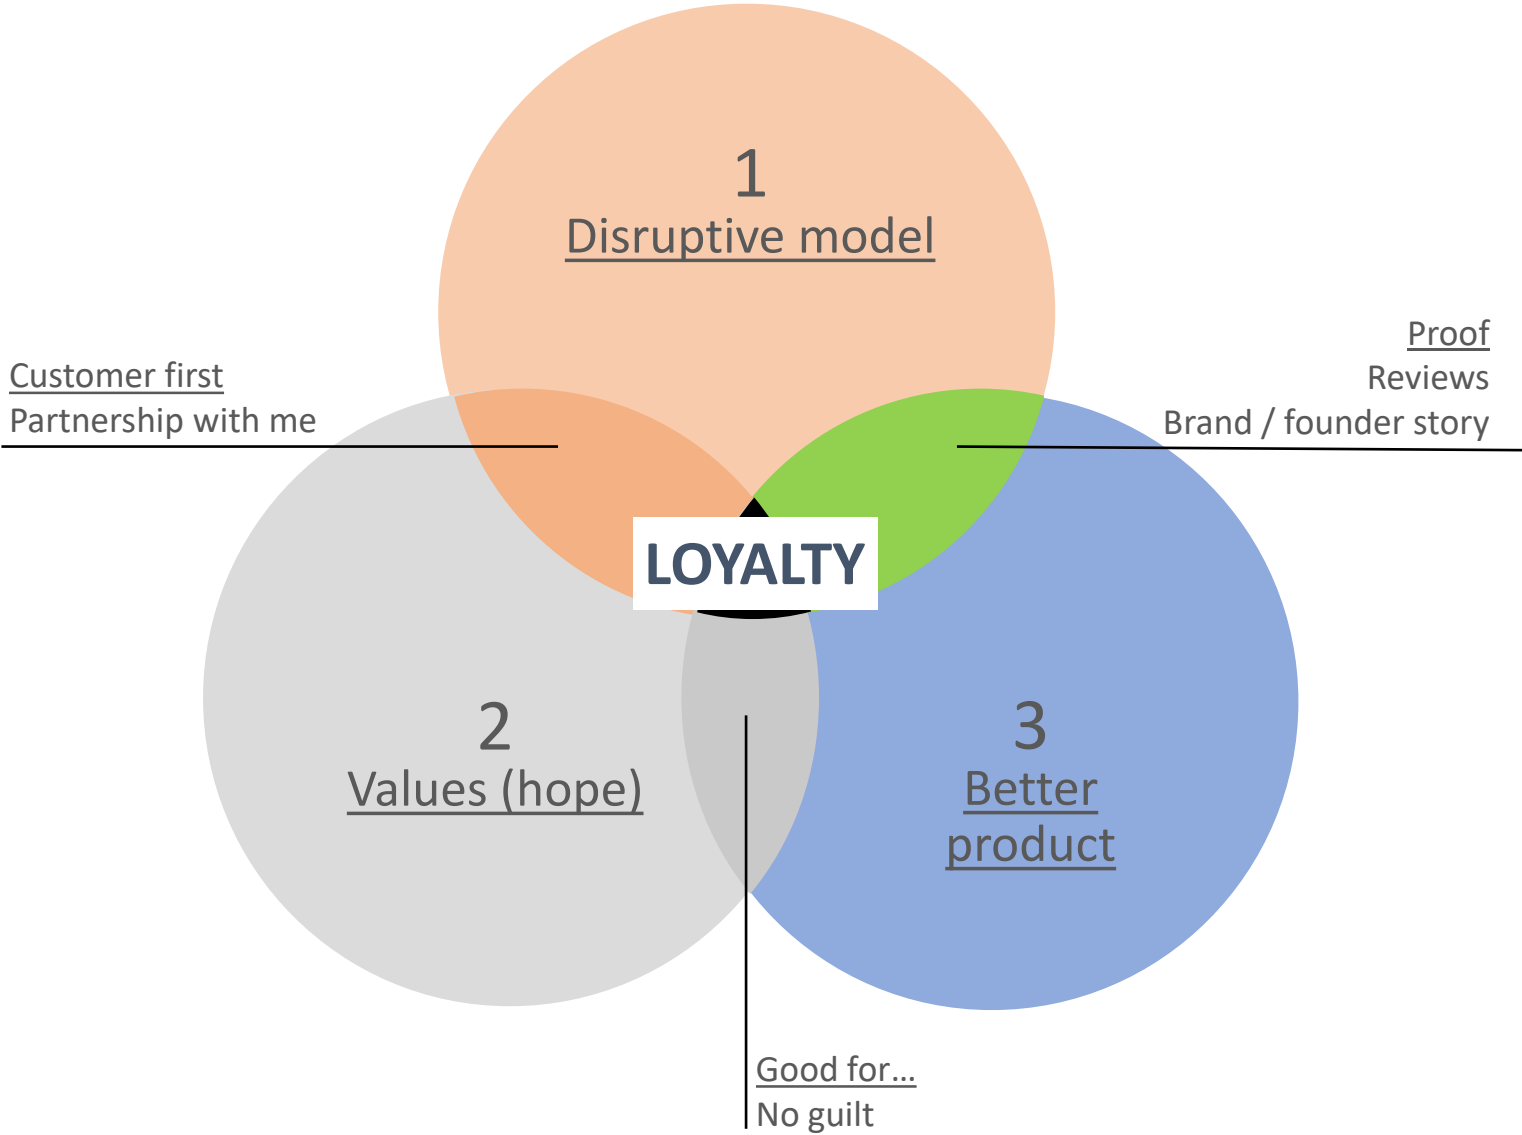 1
Disruptive model
Customer first
Partnership with me
Proof
Reviews
Brand / founder story
LOYALTY
2
Values (hope)
3
Better
product
Good for...
No guilt